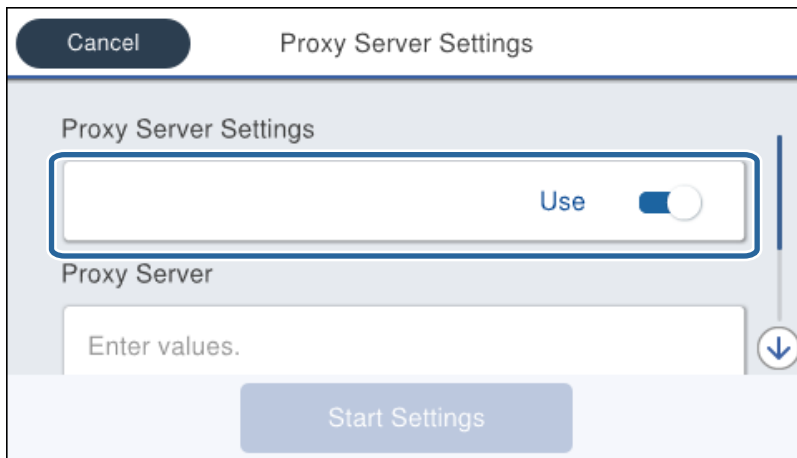 Cancel
Proxy Server Settings
Proxy Server Settings
Use
Proxy Server
Enter values.
Start Settings